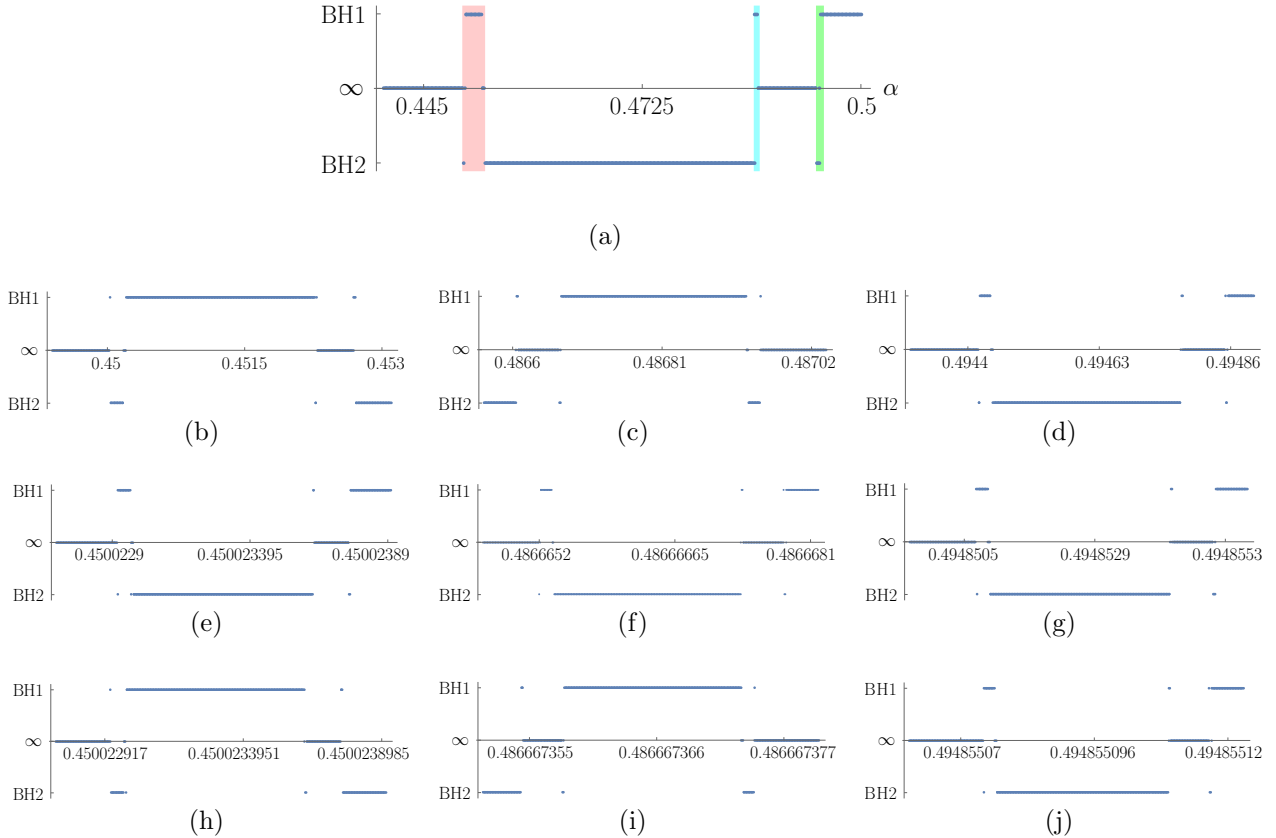 BH1
∞ 0.445 0.4725 0.5 α
BH2
(a)
BH1
∞ 0.45 0.4515 0.453
BH2
(b)
BH1
∞ 0.4866 0.48681 0.48702
BH2
(c)
BH1
∞ 0.4944 0.49463 0.49486
BH2
(d)
BH1
∞ 0.4500229 0.450023395 0.45002389
BH2
(e)
BH1
∞ 0.4866652 0.48666665 0.4866681
BH2
(f)
BH1
∞ 0.4948505 0.4948529 0.4948553
BH2
(g)
BH1
∞ 0.450022917 0.450023951 0.4500238985
BH2
(h)
BH1
∞ 0.486667355 0.486667366 0.486667377
BH2
(i)
BH1
∞ 0.49485507 0.494855096 0.49485512
BH2
(j)